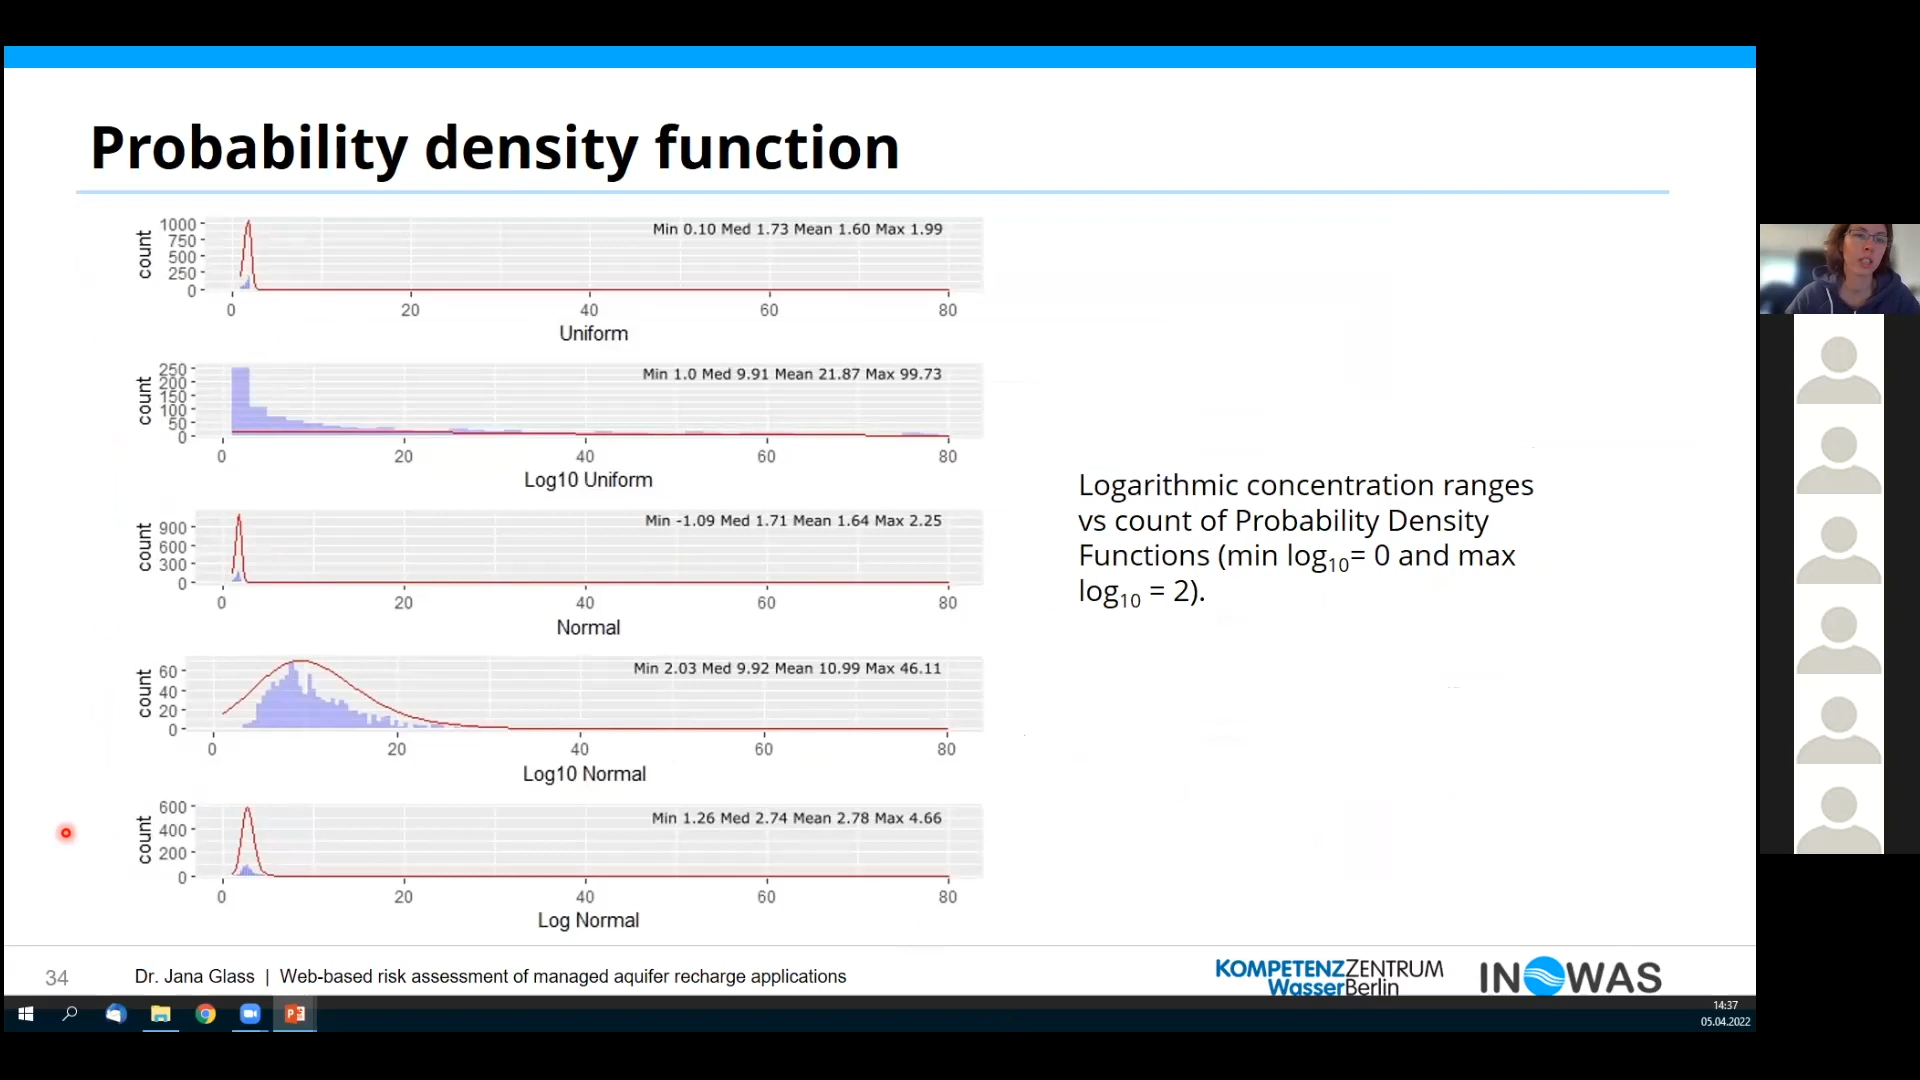 Probability density function
Min 0.10 Med 1.73 Mean 1.60 Max 1.99
count
1000
750
500
250
0
0 20 40 60 80
Uniform
Min 1.0 Med 9.91 Mean 21.87 Max 99.73
count
250
200
150
100
50
0
0 20 40 60 80
Log10 Uniform
Min -1.09 Med 1.71 Mean 1.64 Max 2.25
count
900
600
300
0
0 20 40 60 80
Normal
Min 2.03 Med 9.92 Mean 10.99 Max 46.11
count
60
40
20
0
0 20 40 60 80
Log10 Normal
Min 1.26 Med 2.74 Mean 2.78 Max 4.66
count
600
400
200
0
0 20 40 60 80
Log Normal
Logarithmic concentration ranges
vs count of Probability Density
Functions (min log10= 0 and max
log10 = 2).
34
Dr. Jana Glass | Web-based risk assessment of managed aquifer recharge applications
KOMPETENZZENTRUM
WasserBerlin
INOWAS
14:37
05.04.2022